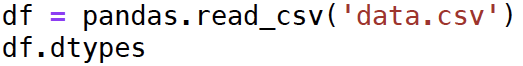 df = pandas.read_csv('data.csv')
df.dtypes